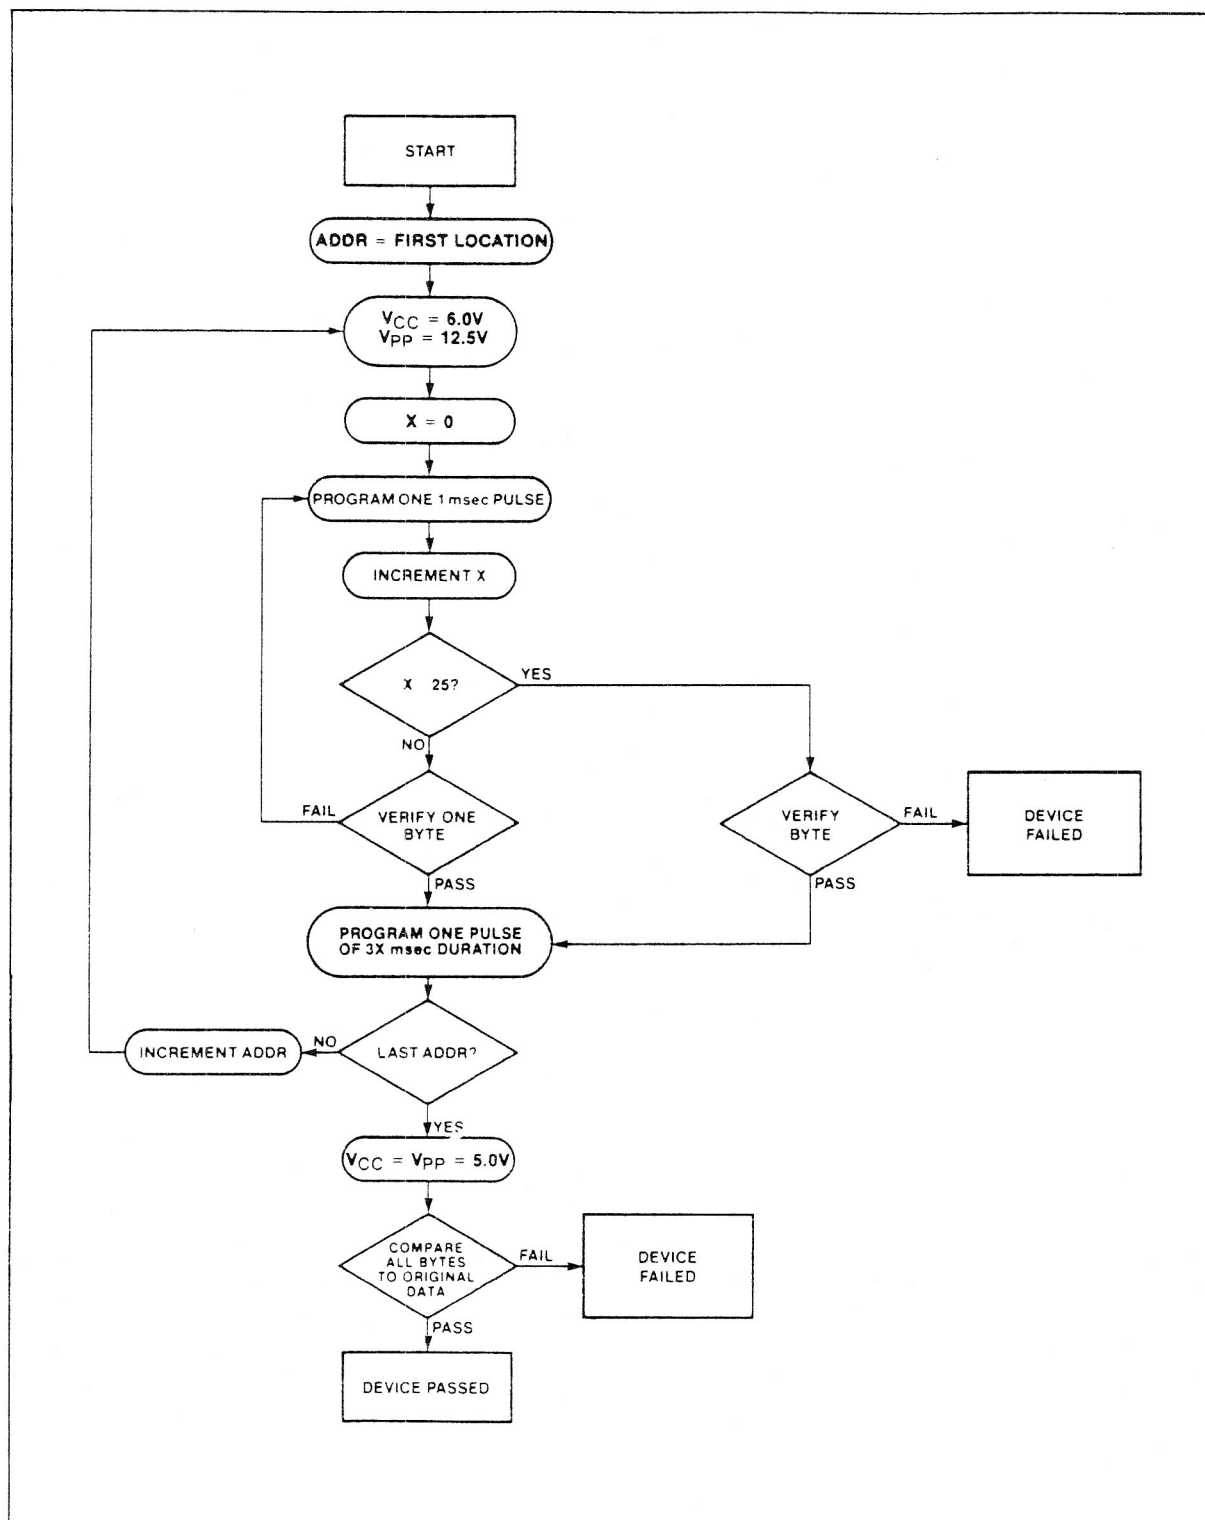 START
ADDR = FIRST LOCATION
VCC = 6.0V
VPP = 12.5V
X = 0
PROGRAM ONE 1 msec PULSE
INCREMENT X
X 25?
YES
NO
FAIL
VERIFY ONE
BYTE
VERIFY
BYTE
FAIL
DEVICE
FAILED
PASS
PASS
PROGRAM ONE PULSE
OF 3X msec DURATION
INCREMENT ADDR
NO
LAST ADDR?
YES
VCC = VPP = 5.0V
COMPARE
ALL BYTES
TO ORIGINAL
DATA
FAIL
DEVICE
FAILED
PASS
DEVICE PASSED